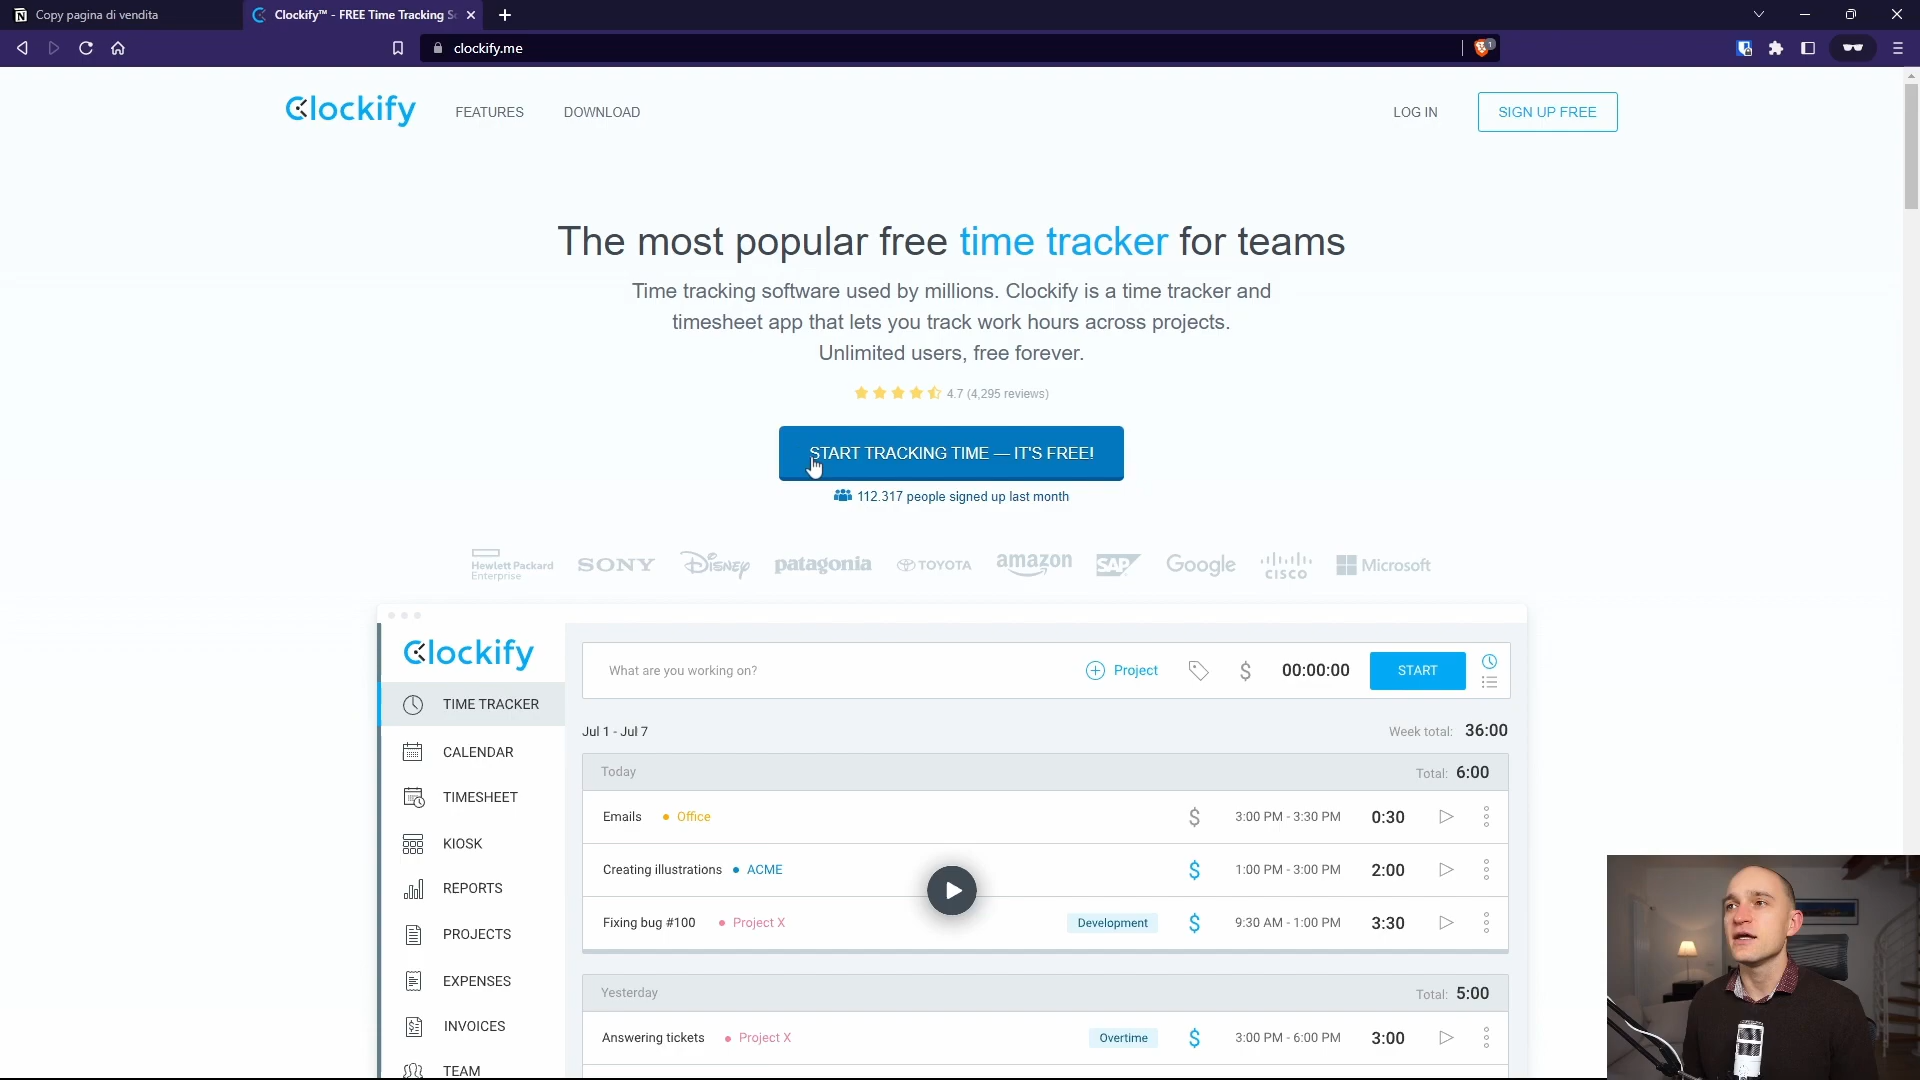 Copy pagina di vendita
Clockify™ - FREE Time Tracking S
clockify.me
1
Clockify
FEATURES
DOWNLOAD
LOG IN
SIGN UP FREE
The most popular free time tracker for teams
Time tracking software used by millions. Clockify is a time tracker and
timesheet app that lets you track work hours across projects.
Unlimited users, free forever.
4.7 (4,295 reviews)
START TRACKING TIME — IT'S FREE!
112.317 people signed up last month
Hewlett Packard
Enterprise
SONY
Disney
patagonia
TOYOTA
amazon
SAP
Google
CISCO
Microsoft
Clockify
What are you working on?
Project
$
00:00:00
START
TIME TRACKER
CALENDAR
TIMESHEET
KIOSK
REPORTS
PROJECTS
EXPENSES
INVOICES
TEAM
Jul 1 - Jul 7
Week total: 36:00
Today
Total: 6:00
Emails • Office $ 3:00 PM - 3:30 PM 0:30
Creating illustrations • ACME $ 1:00 PM - 3:00 PM 2:00
Fixing bug #100 • Project X Development $ 9:30 AM - 1:00 PM 3:30
Yesterday
Total: 5:00
Answering tickets • Project X Overtime $ 3:00 PM - 6:00 PM 3:00